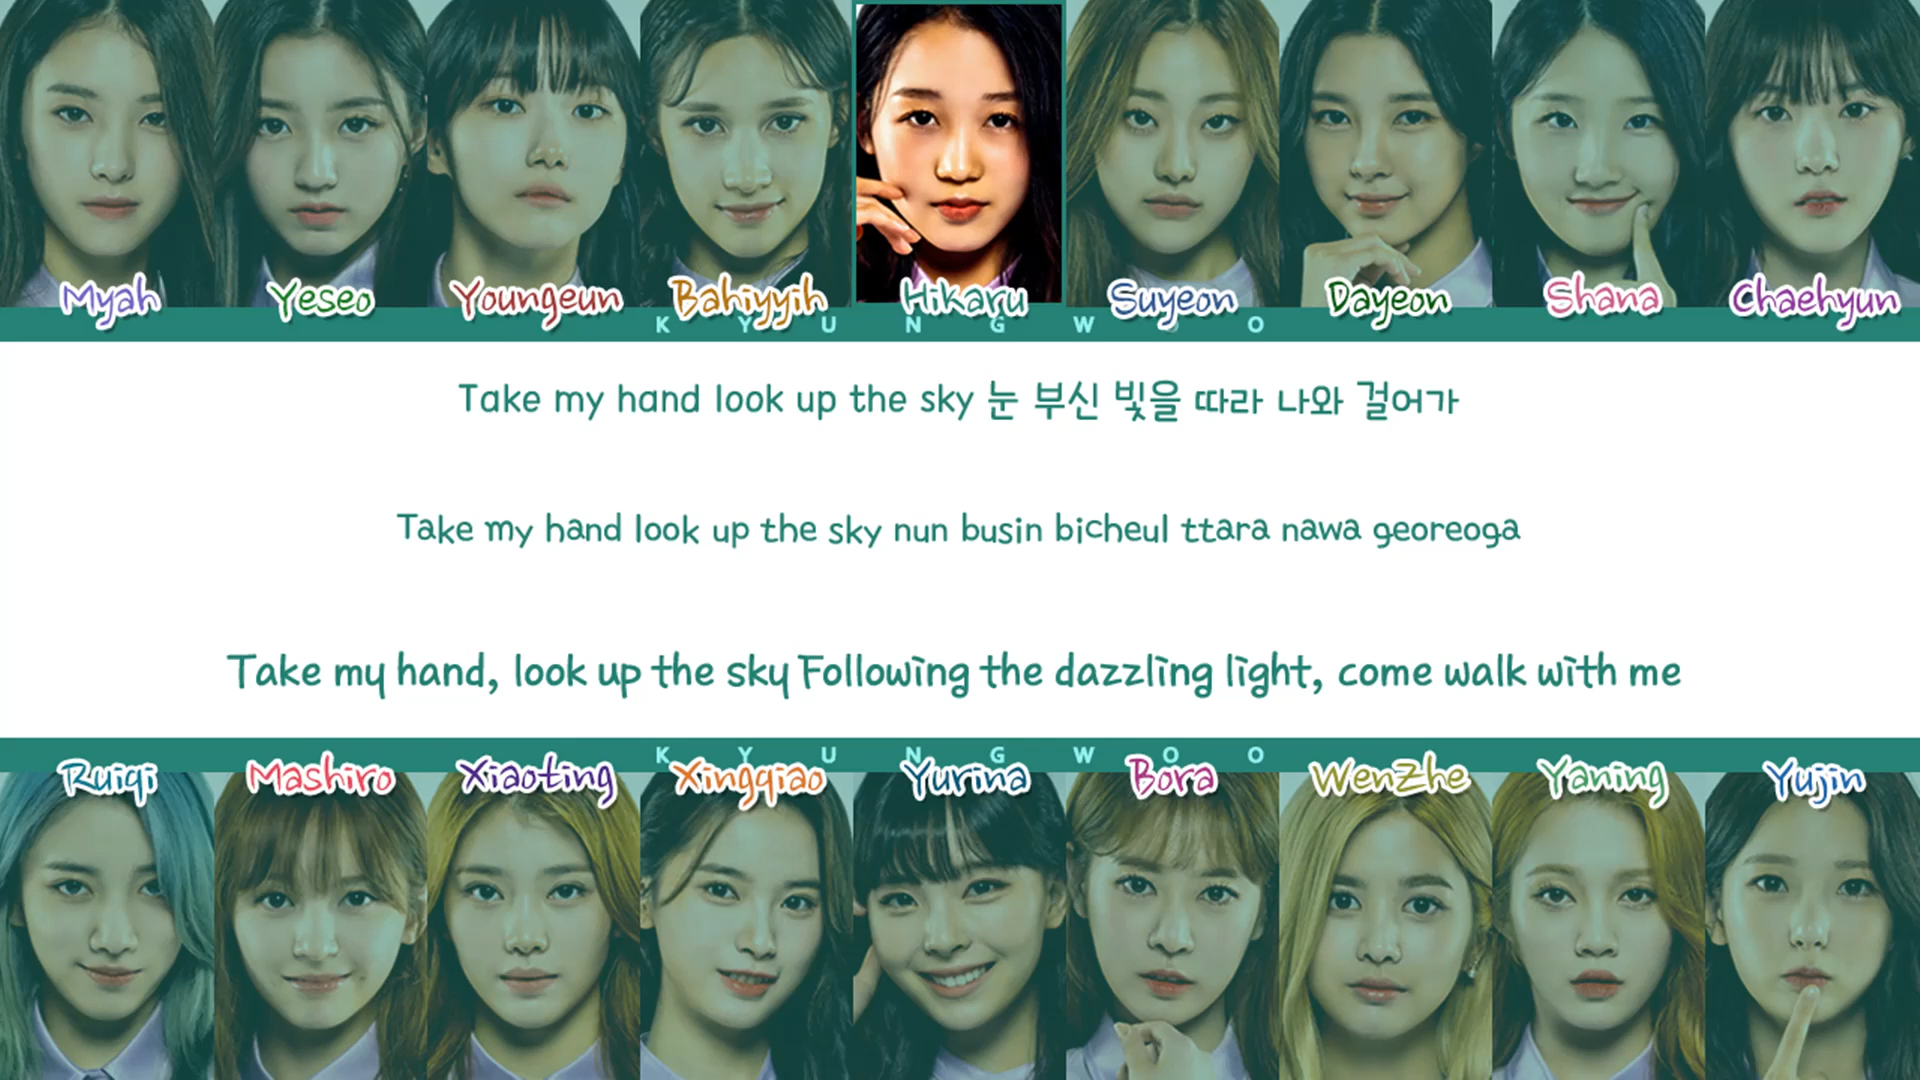 Myah Yeseo Youngeun Bahiyyih Hikaru Suyeon Dayeon Shana Chaehyun
K Y U N G W O O
Take my hand look up the sky 눈 부신 빛을 따라 나와 걸어가
Take my hand look up the sky nun busin bicheul ttara nawa georeoga
Take my hand, look up the sky Following the dazzling light, come walk with me
K Y U N G W O O
Ruiqi Mashiro Xiaoting Xingqiao Yurina Bora WenZhe Yaning Yujin